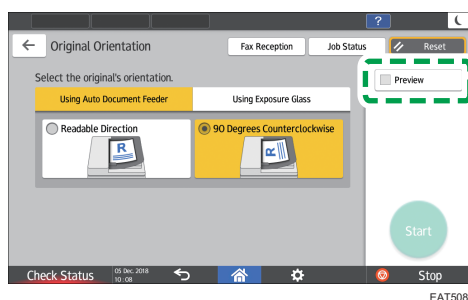 ?
Original Orientation
Fax Reception
Job Status
Reset
Select the original's orientation.
Preview
Using Auto Document Feeder
Using Exposure Glass
Readable Direction
90 Degrees Counterclockwise
R
R
Start
Check Status
05 Dec. 2018
10:08
Stop
EAT508